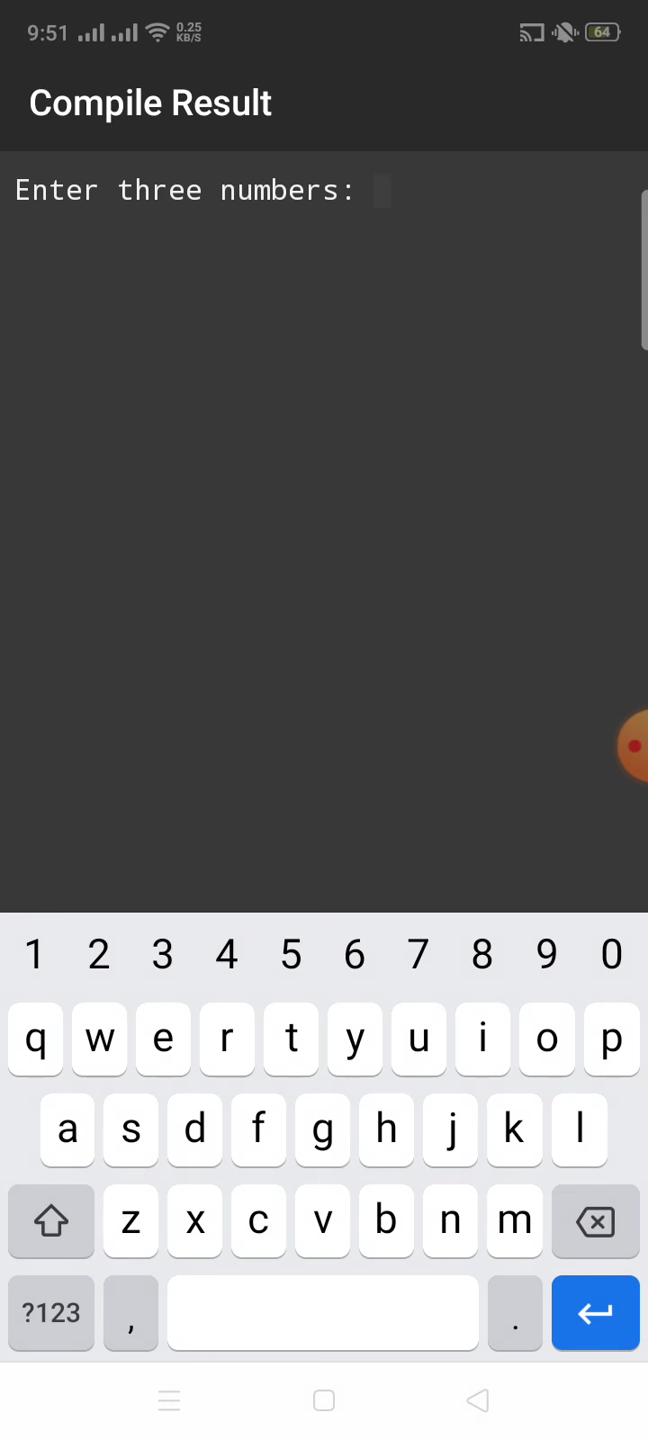 9:51 0.25 KB/S 64
Compile Result
Enter three numbers:
1 2 3 4 5 6 7 8 9 0
q w e r t y u i o p
a s d f g h j k l
z x c v b n m
?123 , .